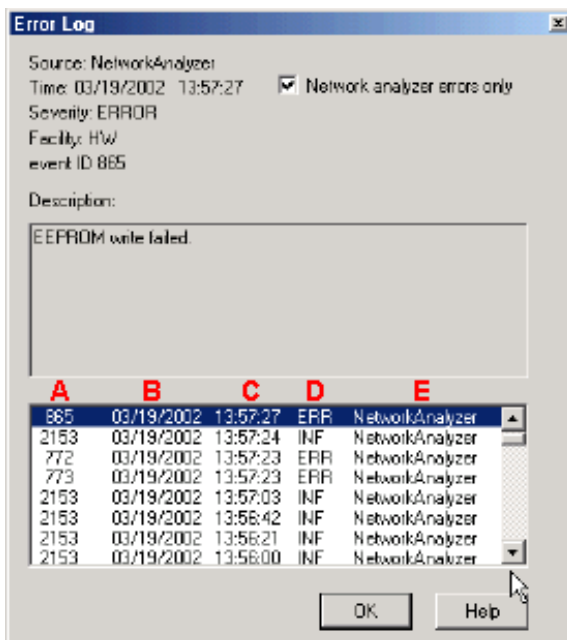 Error Log
Source: NetworkAnalyzer
Time: 03/19/2002 13:57:27
Network analyzer errors only
Severity: ERROR
Facility: HW
event ID 865
Description:
EEPROM write failed.
A B C D E
865 03/19/2002 13:57:27 ERR NetworkAnalyzer
2153 03/19/2002 13:57:24 INF NetworkAnalyzer
772 03/19/2002 13:57:23 ERR NetworkAnalyzer
773 03/19/2002 13:57:23 ERR NetworkAnalyzer
2153 03/19/2002 13:57:03 INF NetworkAnalyzer
2153 03/19/2002 13:56:42 INF NetworkAnalyzer
2153 03/19/2002 13:56:21 INF NetworkAnalyzer
2153 03/19/2002 13:56:00 INF NetworkAnalyzer
OK Help